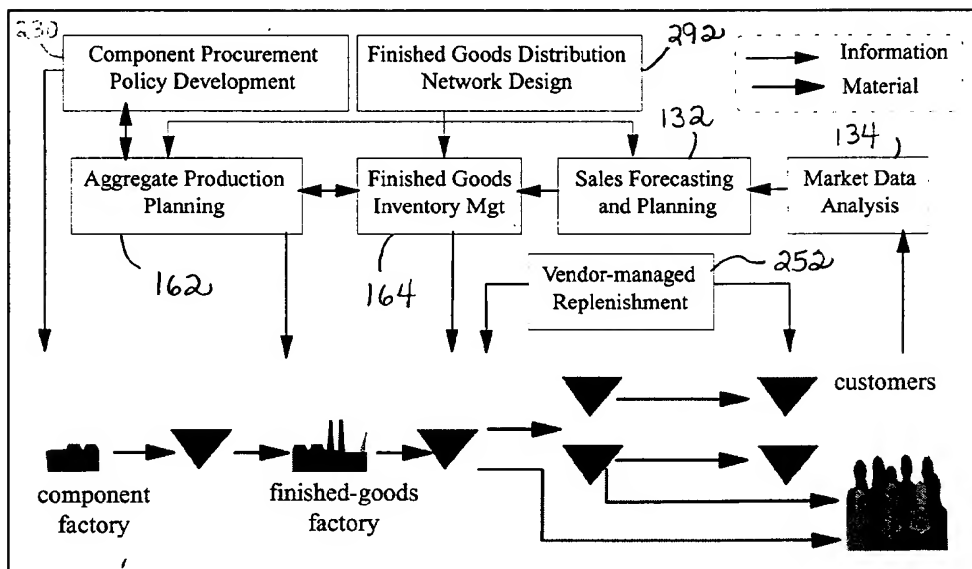 230
Component Procurement
Policy Development
Finished Goods Distribution
Network Design
292
Information
Material
132
134
Aggregate Production
Planning
Finished Goods
Inventory Mgt
Sales Forecasting
and Planning
Market Data
Analysis
162
164
Vendor-managed
Replenishment
252
customers
component
factory
finished-goods
factory